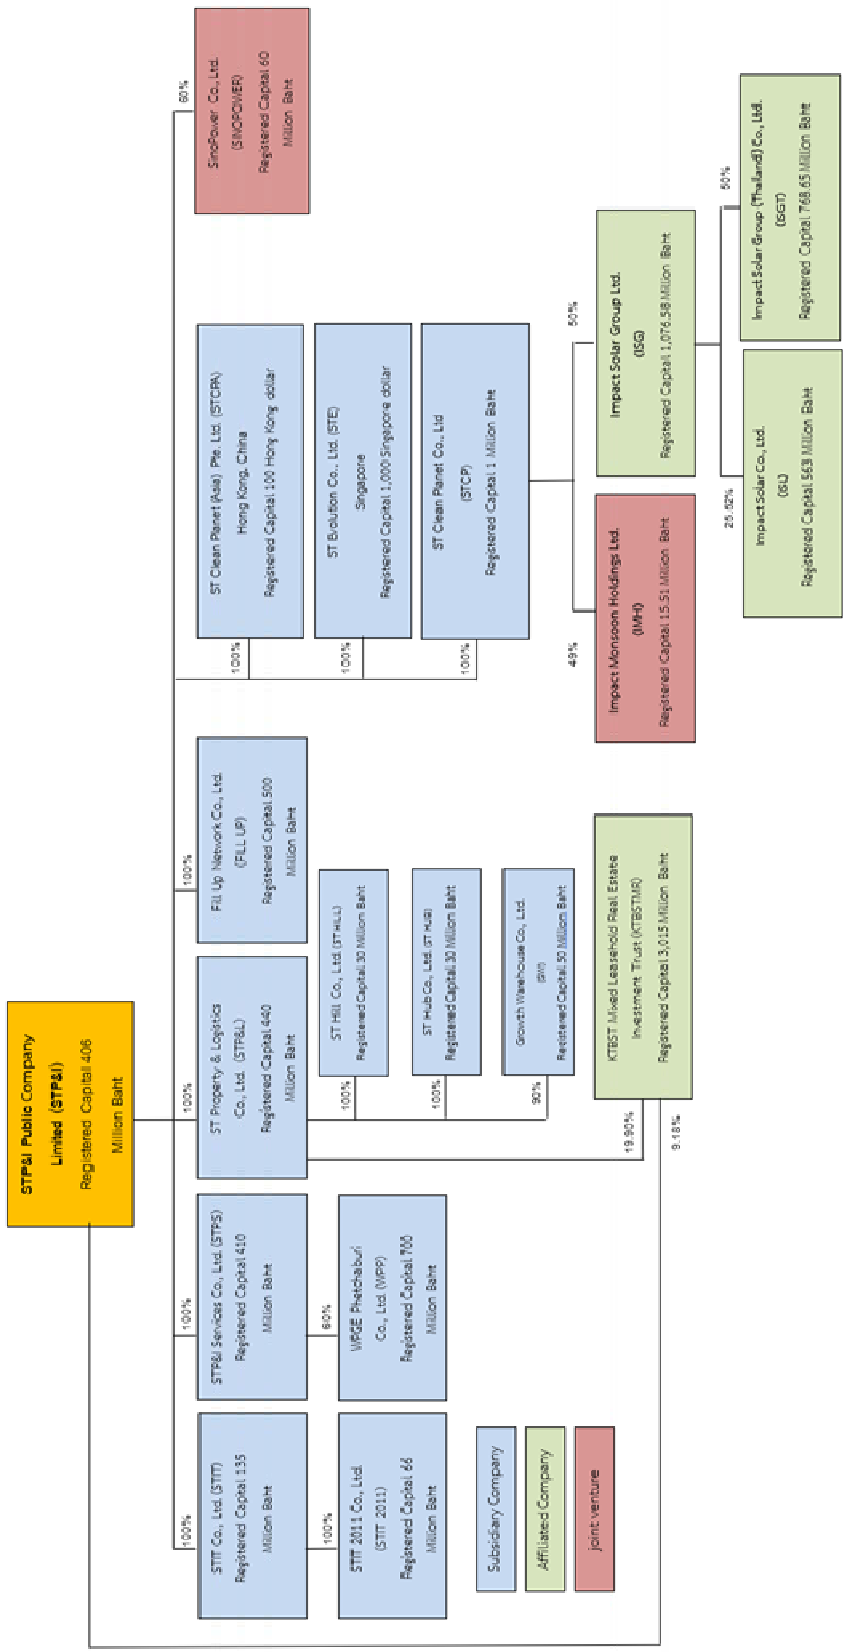 STP&I Public Company
Limited (STP&I)
Registered Capital 406
Million Baht
100%
STIT Co., Ltd. (STIT)
Registered Capital 135
Million Baht
100%
STIT 2011 Co., Ltd.
(STIT 2011)
Registered Capital 66
Million Baht
100%
STP&I Services Co., Ltd. (STPS)
Registered Capital 410
Million Baht
60%
WPGE Phetchaburi
Co., Ltd. (WPP)
Registered Capital 700
Million Baht
100%
ST Property & Logistics
Co., Ltd. (STP&L)
Registered Capital 440
Million Baht
100%
ST Hill Co., Ltd. (ST HILL)
Registered Capital 30 Million Baht
100%
ST Hub Co., Ltd. (ST HUB)
Registered Capital 30 Million Baht
90%
Growth Warehouse Co., Ltd.
(GW)
Registered Capital 50 Million Baht
19.90%
9.18%
KTBST Mixed Leasehold Real Estate
Investment Trust (KTBSTMR)
Registered Capital 3,015 Million Baht
100%
Fill Up Network Co., Ltd.
(FILL UP)
Registered Capital 500
Million Baht
100%
ST Clean Planet (Asia) Pte. Ltd. (STCPA)
Hong Kong, China
Registered Capital 100 Hong Kong dollar
100%
ST Evolution Co., Ltd. (STE)
Singapore
Registered Capital 1,000 Singapore dollar
100%
ST Clean Planet Co., Ltd
(STCP)
Registered Capital 1 Million Baht
49%
Impact Monsoon Holdings Ltd.
(IMH)
Registered Capital 15.51 Million Baht
50%
Impact Solar Group Ltd.
(ISG)
Registered Capital 1,076.58 Million Baht
25.52%
Impact Solar Co., Ltd.
(ISL)
Registered Capital 563 Million Baht
50%
Impact Solar Group (Thailand) Co., Ltd.
(ISGT)
Registered Capital 768.65 Million Baht
60%
SinoPower Co., Ltd.
(SINOPOWER)
Registered Capital 60
Million Baht
Subsidiary Company
Affiliated Company
joint venture